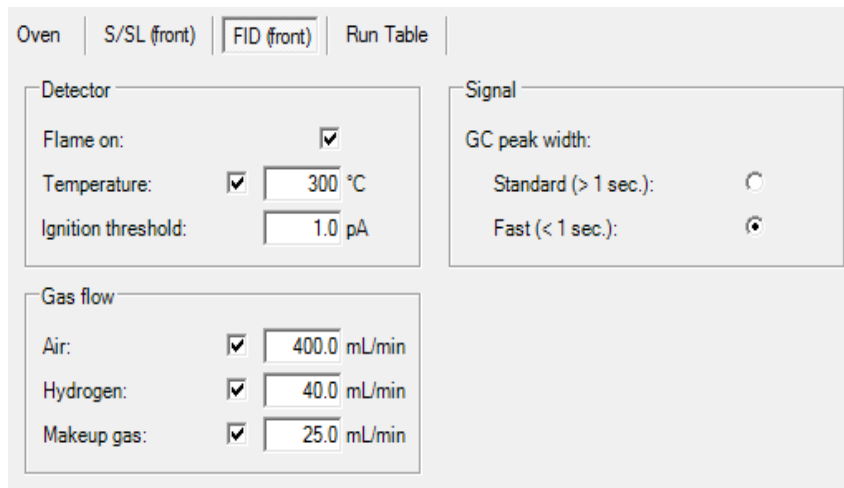 Oven S/SL (front) FID (front) Run Table
Detector
Flame on:
Temperature: 300 °C
Ignition threshold: 1.0 pA
Signal
GC peak width:
Standard (> 1 sec.):
Fast (< 1 sec.):
Gas flow
Air: 400.0 mL/min
Hydrogen: 40.0 mL/min
Makeup gas: 25.0 mL/min